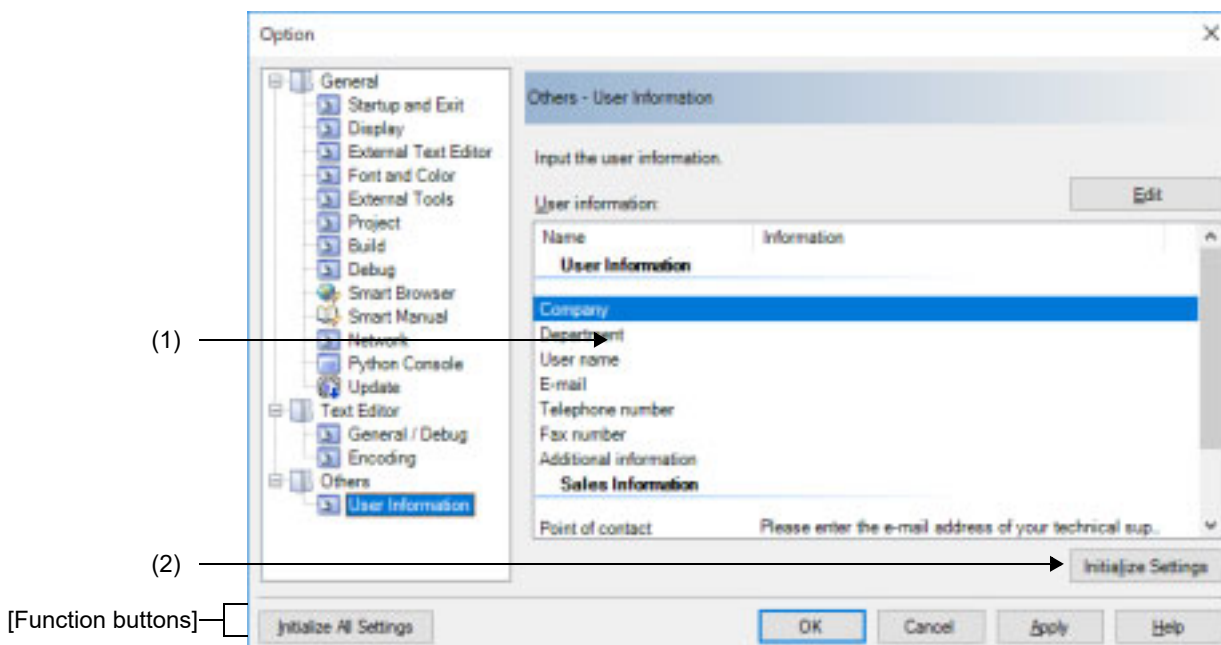 Option
General
Startup and Exit
Display
External Text Editor
Font and Color
External Tools
Project
Build
Debug
Smart Browser
Smart Manual
Network
Python Console
Update
Text Editor
General / Debug
Encoding
Others
User Information
Others - User Information
Input the user information.
User information:
Edit
Name Information
User Information
Company
(1)
Department
User name
E-mail
Telephone number
Fax number
Additional information
Sales Information
Point of contact Please enter the e-mail address of your technical sup..
(2)
Initialize Settings
[Function buttons]
Initialize All Settings OK Cancel Apply Help